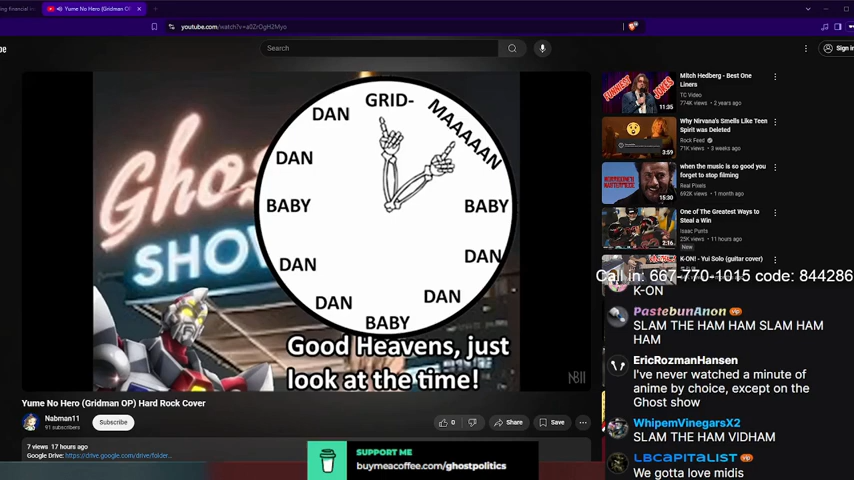 Yume No Hero (Gridman OP)
youtube.com/watch?v=a0ZrOgH2Myo
Search
Sign in
GRID-
MAAAAAN
BABY
DAN
DAN
BABY
DAN
DAN
BABY
DAN
DAN
Ghos
SHOW
Good Heavens, just
look at the time!
Yume No Hero (Gridman OP) Hard Rock Cover
Nabman11
91 subscribers
Subscribe
0
Share
Save
7 views 17 hours ago
Google Drive: https://drive.google.com/drive/folder...
SUPPORT ME
buymeacoffee.com/ghostpolitics
11:35
Mitch Hedberg - Best One
Liners
TC Video
774K views • 2 years ago
3:59
Why Nirvana's Smells Like Teen
Spirit was Deleted
Rock Feed
71K views • 3 weeks ago
15:30
when the music is so good you
forget to stop filming
Real Pixels
692K views • 1 month ago
2:16
One of The Greatest Ways to
Steal a Win
Isaac Punts
25K views • 11 hours ago
New
K-ON! - Yui Solo (guitar cover)
Call in: 667-770-1015 code: 844286
K-ON
PastebunAnon
SLAM THE HAM HAM SLAM HAM
HAM
EricRozmanHansen
I've never watched a minute of
anime by choice, except on the
Ghost show
WhipemVinegarsX2
SLAM THE HAM VIDHAM
LBCapitalist
We gotta love midis